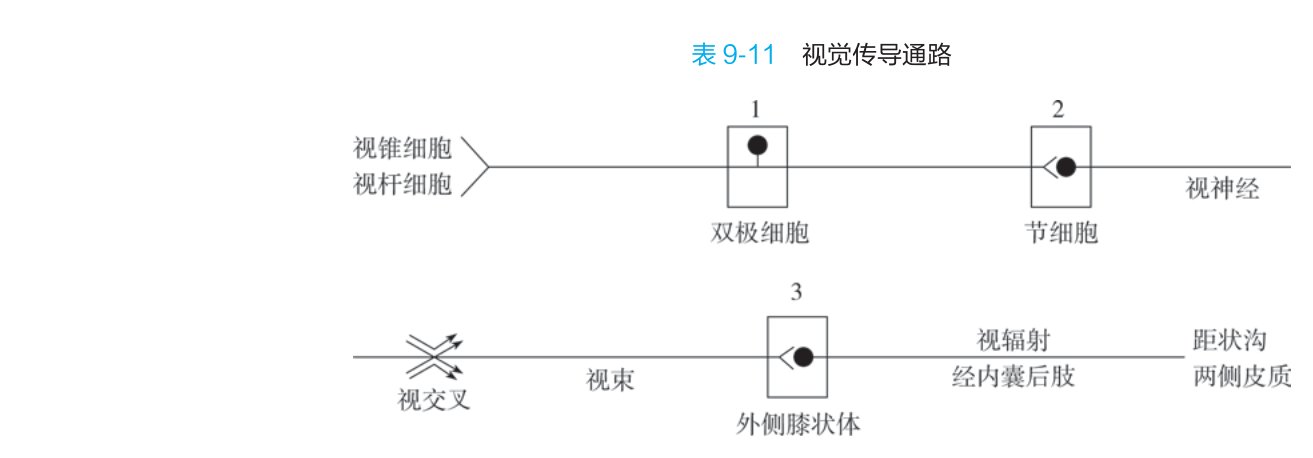 表 9-11 视觉传导通路
1
2
视锥细胞
视杆细胞
视神经
双极细胞
节细胞
3
视辐射
距状沟
经内囊后肢
两侧皮质
视束
视交叉
外侧膝状体